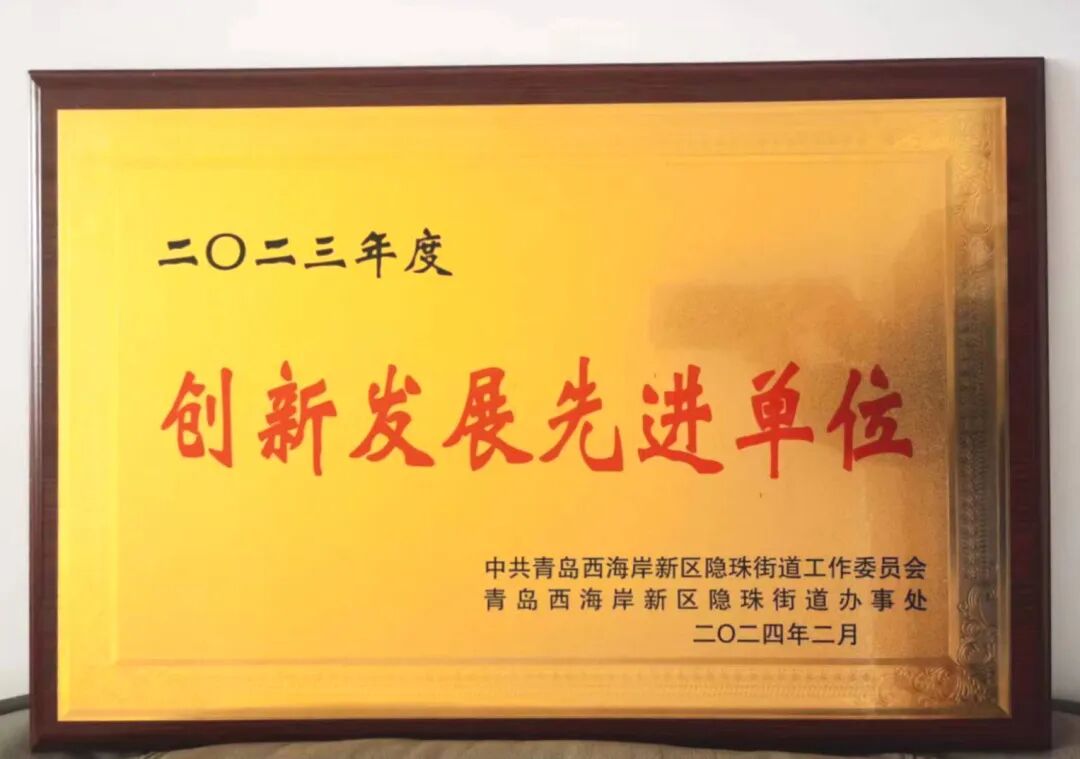 二〇二三年度
创新发展先进单位
中共青岛西海岸新区隐珠街道工作委员会
青岛西海岸新区隐珠街道办事处
二〇二四年二月